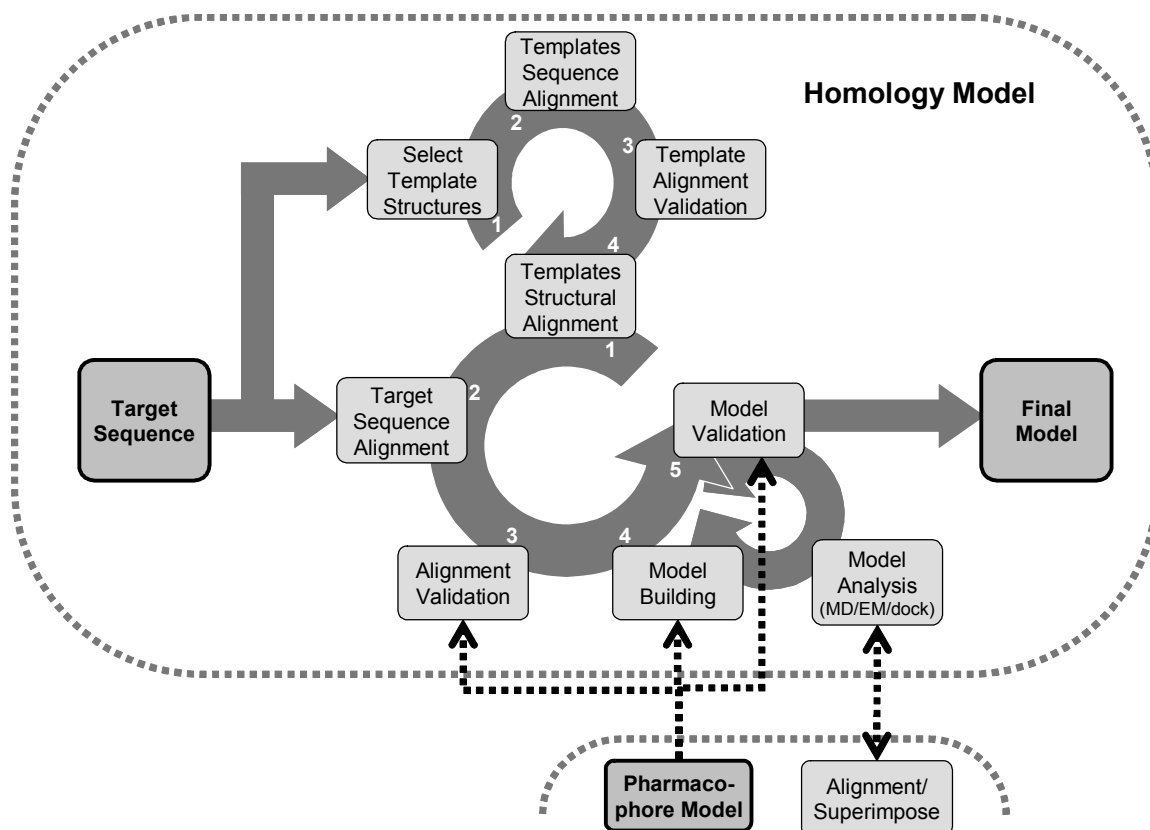 Templates
Sequence
Alignment
Homology Model
2
3
Select
Template
Structures
Template
Alignment
Validation
1
4
Templates
Structural
Alignment
1
Target
Sequence
2
Target
Sequence
Alignment
Model
Validation
Final
Model
5
3
4
Alignment
Validation
Model
Building
Model
Analysis
(MD/EM/dock)
Pharmaco-
phore Model
Alignment/
Superimpose